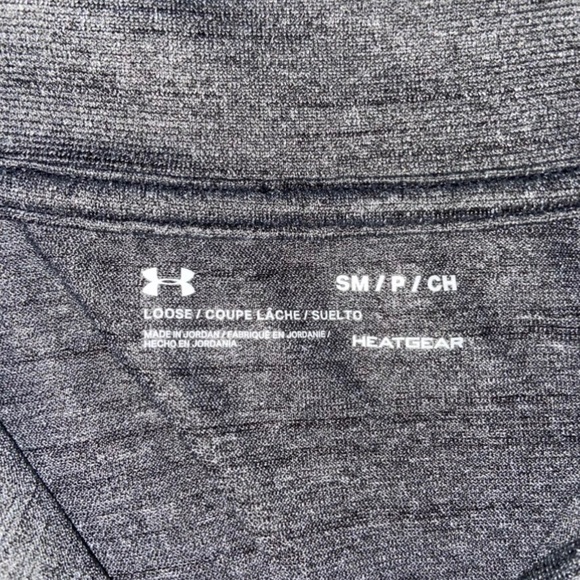 SM / P / CH
LOOSE / COUPE LÂCHE / SUELTO
MADE IN JORDAN / FABRIQUÉ EN JORDANIE /
HECHO EN JORDANIA
HEATGEAR